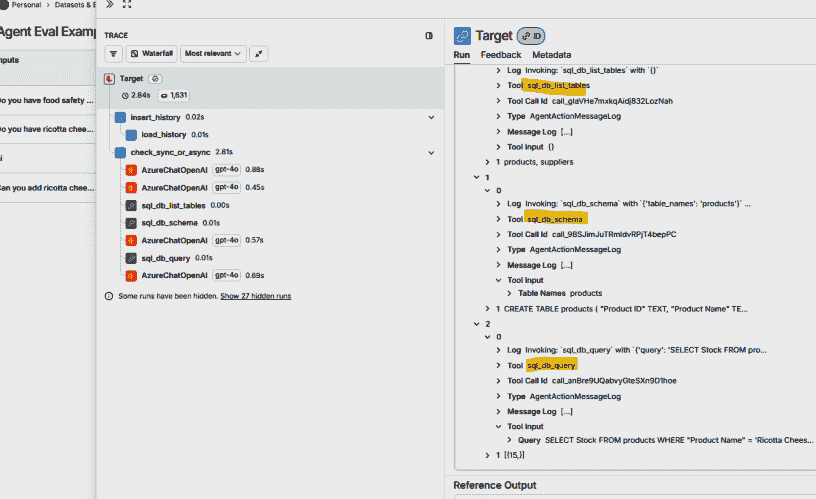 Personal > Datasets & E
Agent Eval Examp
nputs
Do you have food safety ...
Do you have ricotta chee...
Can you add ricotta chee...
TRACE
Waterfall
Most relevant
Target
2.84s 1,631
insert_history 0.02s
load_history 0.01s
check_sync_or_async 2.81s
AzureChatOpenAI gpt-4o 0.88s
AzureChatOpenAI gpt-4o 0.45s
sql_db_list_tables 0.00s
sql_db_schema 0.01s
AzureChatOpenAI gpt-4o 0.57s
sql_db_query 0.01s
AzureChatOpenAI gpt-4o 0.69s
Some runs have been hidden. Show 27 hidden runs
Target ID
Run Feedback Metadata
Log Invoking: `sql_db_list_tables` with `{}`
Tool sql_db_list_tables
Tool Call Id
Type AgentActionMessageLog
Message Log [...]
Tool Input {}
1 products, suppliers
1
0
Log Invoking: `sql_db_schema` with `{'table_names': 'products'}` ...
Tool sql_db_schema
Tool Call Id
Type AgentActionMessageLog
Message Log [...]
Tool Input
Table Names products
1 CREATE TABLE products ( "Product ID" TEXT, "Product Name" TE...
2
0
Log Invoking: `sql_db_query` with `{'query': 'SELECT Stock FROM pro...
Tool sql_db_query
Tool Call Id
Type AgentActionMessageLog
Message Log [...]
Tool Input
Query SELECT Stock FROM products WHERE "Product Name" = 'Ricotta Chees...
1 [(15,)]
Reference Output